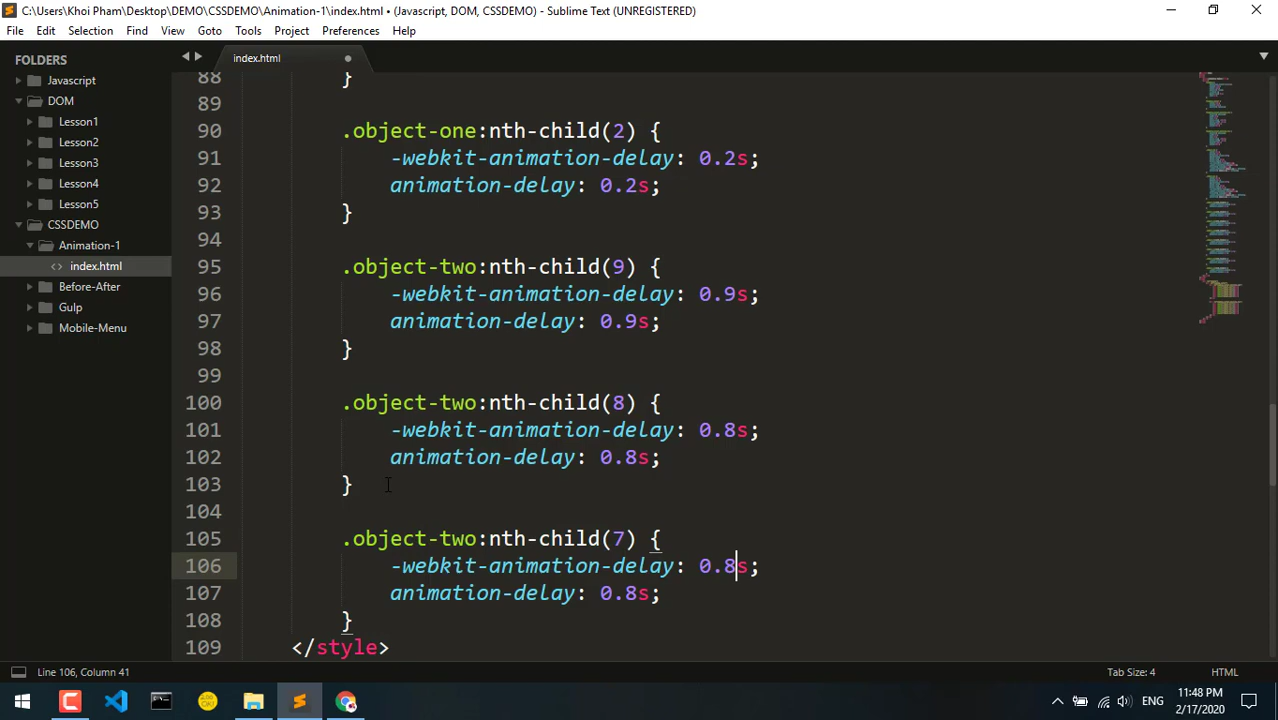 C:\Users\Khoi Pham\Desktop\DEMO\CSSDEMO\Animation-1\index.html • (Javascript, DOM, CSSDEMO) - Sublime Text (UNREGISTERED)
File Edit Selection Find View Goto Tools Project Preferences Help
FOLDERS
Javascript
DOM
Lesson1
Lesson2
Lesson3
Lesson4
Lesson5
CSSDEMO
Animation-1
<> index.html
Before-After
Gulp
Mobile-Menu
index.html
88 }
89
90 .object-one:nth-child(2) {
91 -webkit-animation-delay: 0.2s;
92 animation-delay: 0.2s;
93 }
94
95 .object-two:nth-child(9) {
96 -webkit-animation-delay: 0.9s;
97 animation-delay: 0.9s;
98 }
99
100 .object-two:nth-child(8) {
101 -webkit-animation-delay: 0.8s;
102 animation-delay: 0.8s;
103 }
104
105 .object-two:nth-child(7) {
106 -webkit-animation-delay: 0.8s;
107 animation-delay: 0.8s;
108 }
109 </style>
Line 106, Column 41 Tab Size: 4 HTML
ENG
11:48 PM
2/17/2020